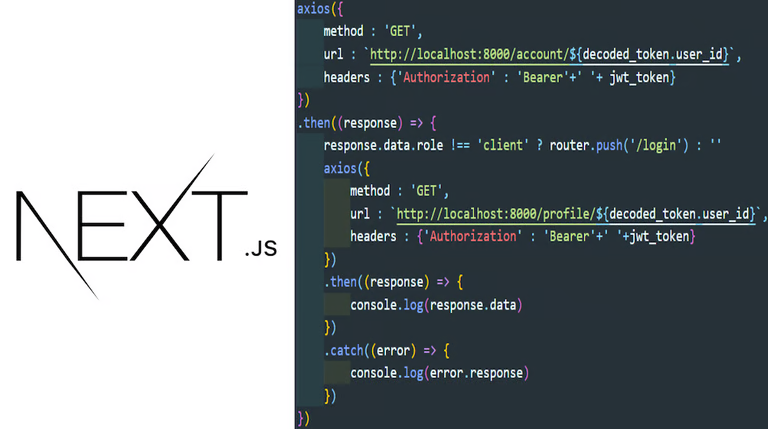 NEXT.JS
axios({
method : 'GET',
url : `http://localhost:8000/account/${decoded_token.user_id}`,
headers : {'Authorization' : 'Bearer'+' '+ jwt_token}
})
.then((response) => {
response.data.role !== 'client' ? router.push('/login') : ''
axios({
method : 'GET',
url : `http://localhost:8000/profile/${decoded_token.user_id}`,
headers : {'Authorization' : 'Bearer'+' '+jwt_token}
})
.then((response) => {
console.log(response.data)
})
.catch((error) => {
console.log(error.response)
})
})